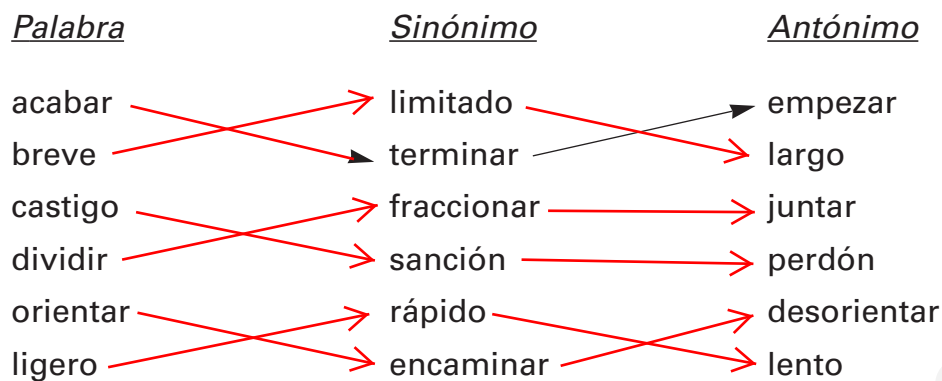 Palabra Sinónimo Antónimo
acabar limitado empezar
breve terminar largo
castigo fraccionar juntar
dividir sanción perdón
orientar rápido desorientar
ligero encaminar lento